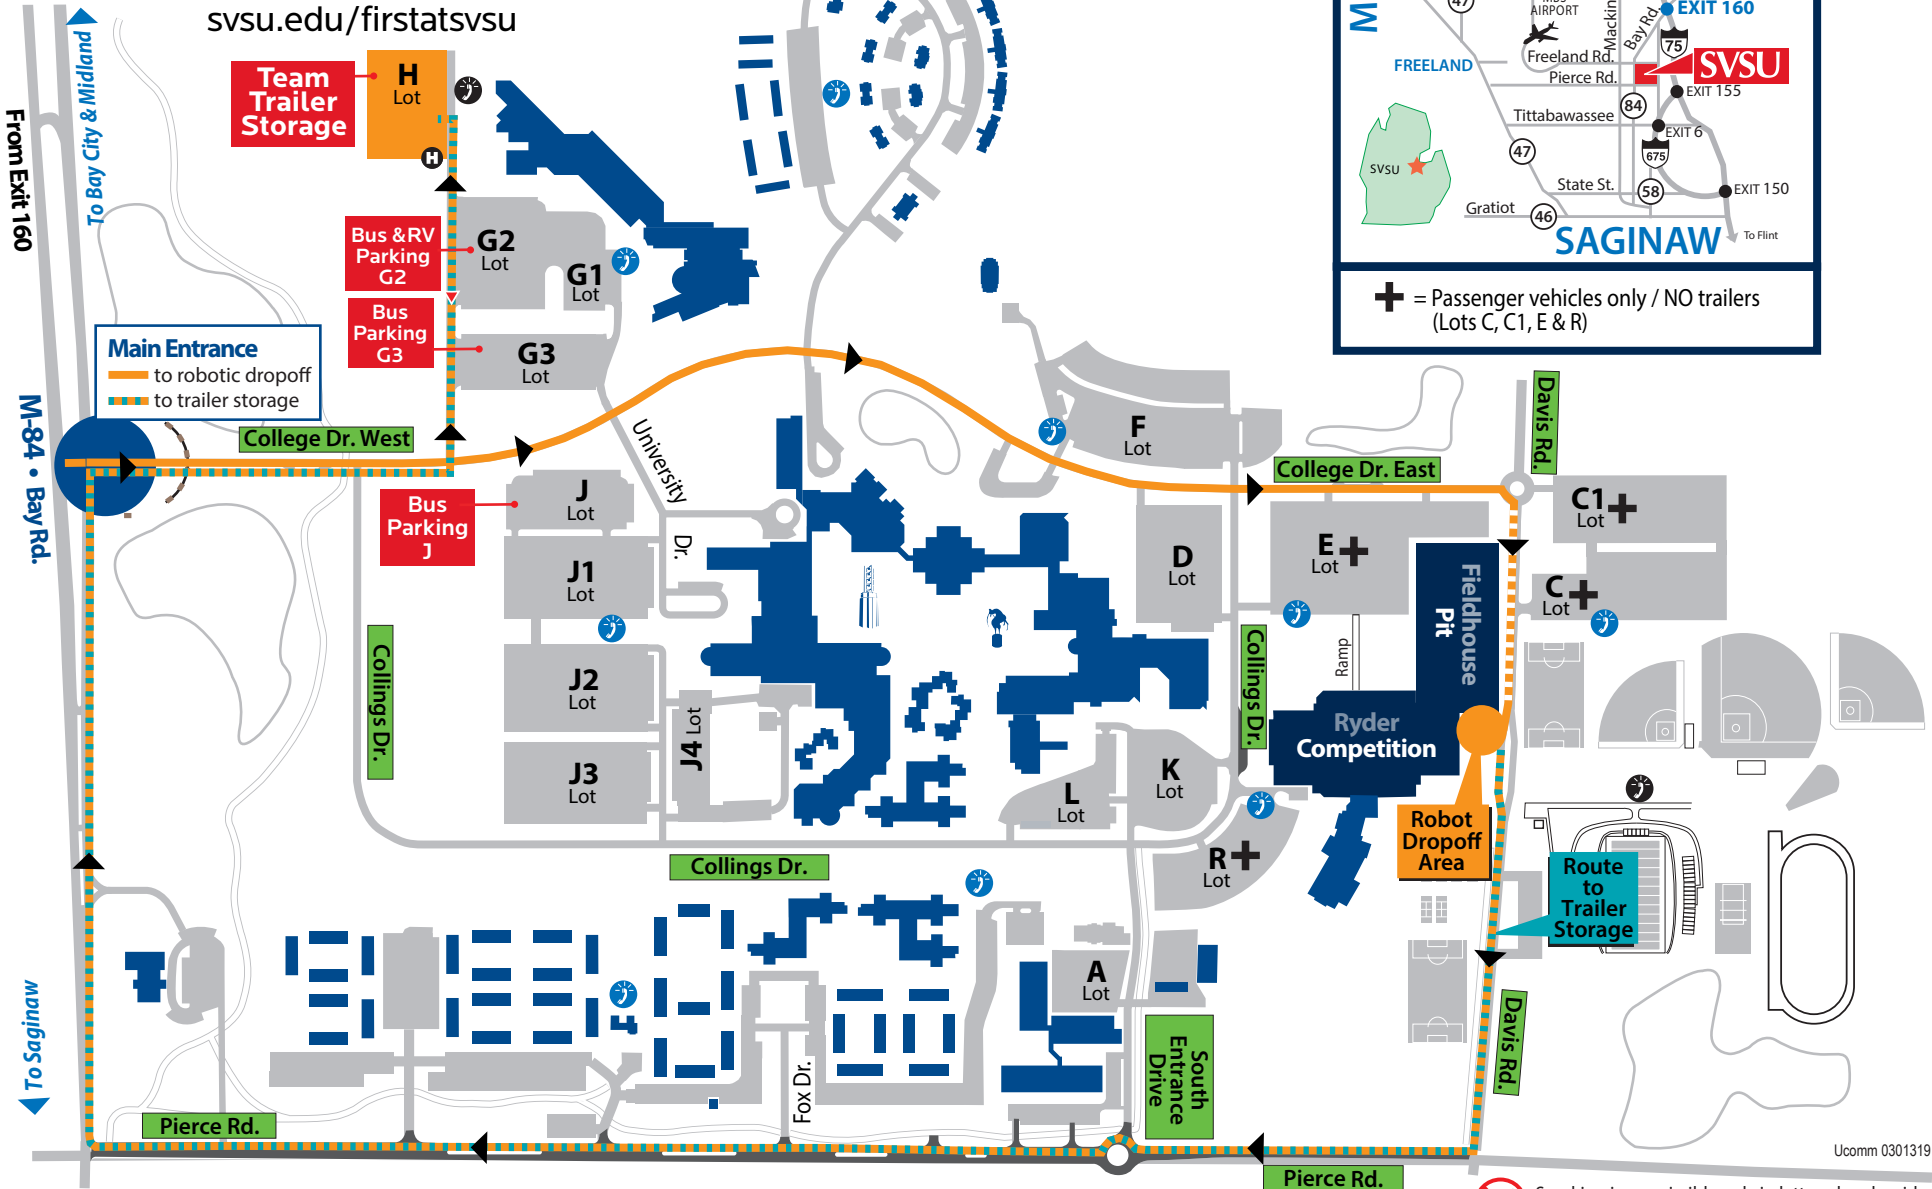 svsu.edu/firstatsvsu
To Bay City & Midland
From Exit 160
Team
Trailer
Storage
H
Lot
H
Bus & RV
Parking
G2
G2
Lot
G1
Lot
Bus
Parking
G3
G3
Lot
Main Entrance
to robotic dropoff
to trailer storage
College Dr. West
M-84 • Bay Rd.
Bus
Parking
J
J
Lot
University
Dr.
J1
Lot
J2
Lot
J3
Lot
J4 Lot
Collings Dr.
Collings Dr.
To Saginaw
Pierce Rd.
Fox Dr.
F
Lot
College Dr. East
Davis Rd.
C1
Lot
C
Lot
D
Lot
E
Lot
Ramp
Fieldhouse
Pit
Collings Dr.
Ryder
Competition
K
Lot
L
Lot
R
Lot
Robot
Dropoff
Area
Route
to
Trailer
Storage
A
Lot
South
Entrance
Drive
Davis Rd.
Pierce Rd.
Ucomm 0301319
M
47
AIRPORT
Mackin
Bay Rd.
EXIT 160
75
FREELAND
Freeland Rd.
Pierce Rd.
SVSU
EXIT 155
84
Tittabawassee
EXIT 6
47
675
SVSU
State St.
58
EXIT 150
Gratiot
46
To Flint
SAGINAW
= Passenger vehicles only / NO trailers
(Lots C, C1, E & R)